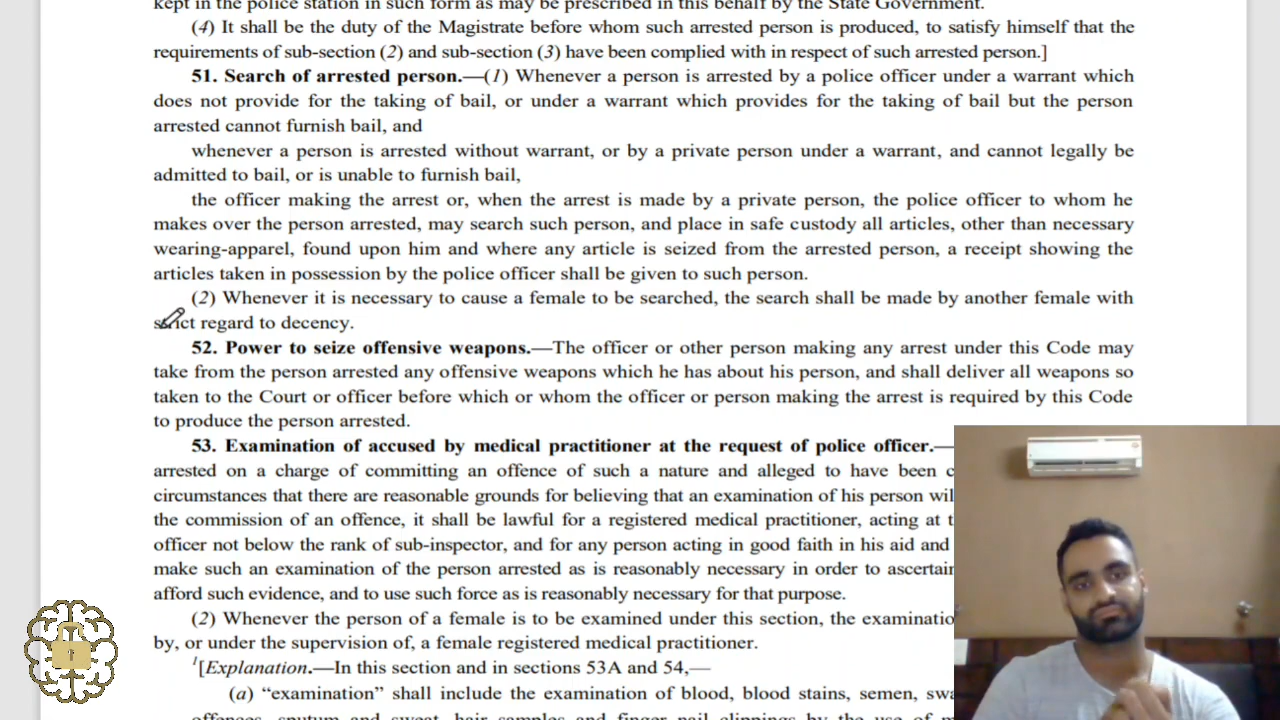 kept in the police station in such form as may be prescribed in this behalf by the State Government.
(4) It shall be the duty of the Magistrate before whom such arrested person is produced, to satisfy himself that the
requirements of sub-section (2) and sub-section (3) have been complied with in respect of such arrested person.]
51. Search of arrested person.—(1) Whenever a person is arrested by a police officer under a warrant which
does not provide for the taking of bail, or under a warrant which provides for the taking of bail but the person
arrested cannot furnish bail, and
whenever a person is arrested without warrant, or by a private person under a warrant, and cannot legally be
admitted to bail, or is unable to furnish bail,
the officer making the arrest or, when the arrest is made by a private person, the police officer to whom he
makes over the person arrested, may search such person, and place in safe custody all articles, other than necessary
wearing-apparel, found upon him and where any article is seized from the arrested person, a receipt showing the
articles taken in possession by the police officer shall be given to such person.
(2) Whenever it is necessary to cause a female to be searched, the search shall be made by another female with
strict regard to decency.
52. Power to seize offensive weapons.—The officer or other person making any arrest under this Code may
take from the person arrested any offensive weapons which he has about his person, and shall deliver all weapons so
taken to the Court or officer before which or whom the officer or person making the arrest is required by this Code
to produce the person arrested.
53. Examination of accused by medical practitioner at the request of police officer.—
arrested on a charge of committing an offence of such a nature and alleged to have been
circumstances that there are reasonable grounds for believing that an examination of his person
the commission of an offence, it shall be lawful for a registered medical practitioner, acting at
officer not below the rank of sub-inspector, and for any person acting in good faith in his aid and
make such an examination of the person arrested as is reasonably necessary in order to
afford such evidence, and to use such force as is reasonably necessary for that purpose.
(2) Whenever the person of a female is to be examined under this section, the
by, or under the supervision of, a female registered medical practitioner.
1[Explanation.—In this section and in sections 53A and 54,—
(a) “examination” shall include the examination of blood, blood stains, semen,
offences, sputum and sweat, hair samples and finger nail clippings by the use of